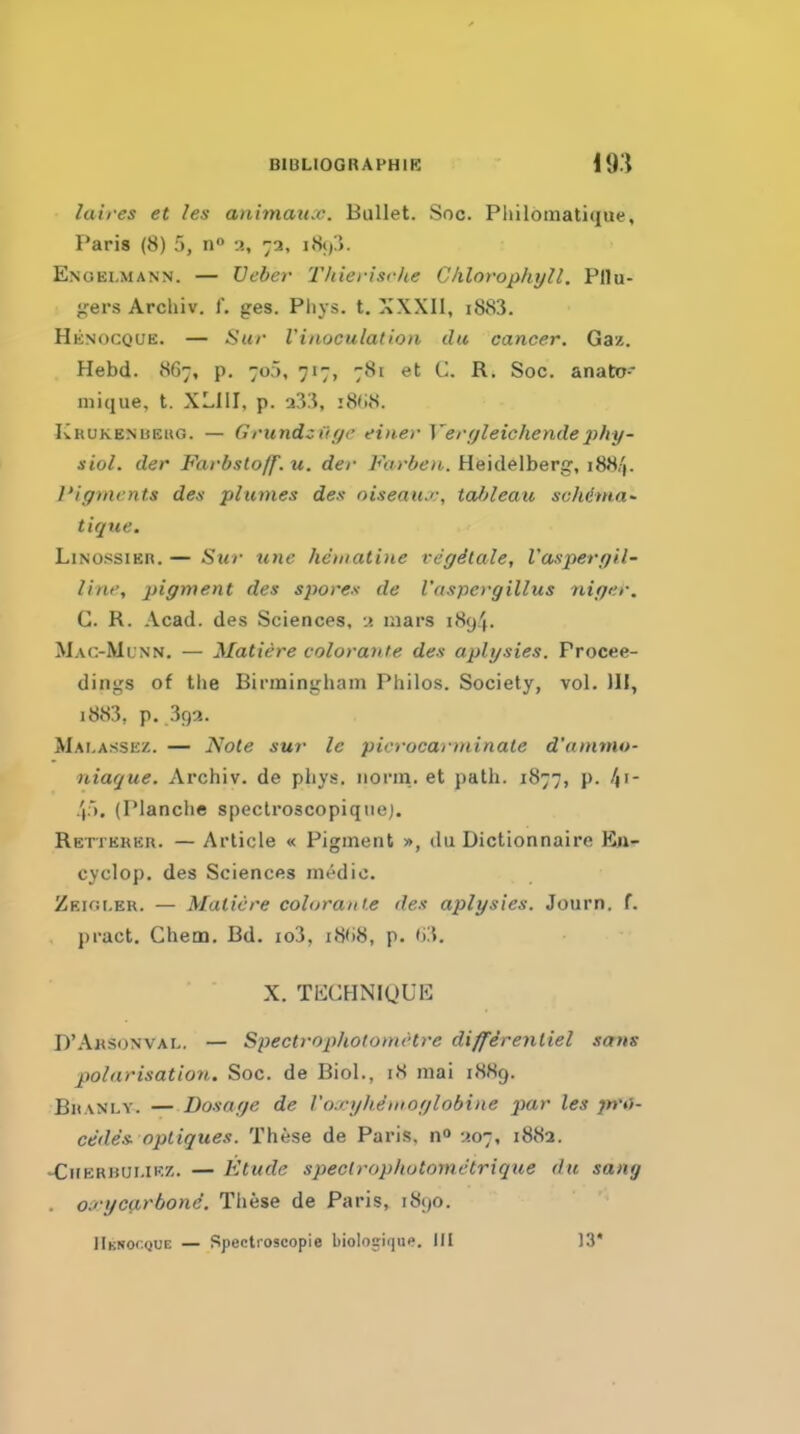 BIBLIOGRAPHIE 193
laires et les animaux. Bullet. Soc. Philomatique,
Paris (8) 5, n° 2, 72, 1893.
ENGELMANN. — Ueber Thierische Chlorophyll. Pflu-
gers Archiv. f. ges. Phys. t. XXXII, 1883.
HÉNOCQUE. — Sur l'inoculation du cancer. Gaz.
Hebd. 867, p. 705, 717, 781 et C. R. Soc. anato-
mique, t. XLIII, p. 233, 1868.
KRUKENBERG. — Grundzüge einer Vergleichende phy-
siol. der Farbstoff. u. der Farben. Heidelberg, 1884.
Pigments des plumes des oiseaux, tableau schéma-
tique.
LINOSSIER. — Sur une hématine végétale, l'aspergil-
line, pigment des spores de l'aspergillus niger.
C. R. Acad. des Sciences, 2 mars 1894.
MAC-MUNN. — Matière colorante des aplysies. Procee-
dings of the Birmingham Philos. Society, vol. III,
1883, p. 392.
MALASSEZ. — Note sur le picrocarminate d'ammo-
niaque. Archiv. de phys. norm. et path. 1877, p. 41-
45. (Planche spectroscopique).
RETTERER. — Article « Pigment », du Dictionnaire En-
cyclop. des Sciences médic.
ZEIGLER. — Matière colorante des aplysies. Journ. f.
pract. Chem. Bd. 103, 1868, p. 63.
X. TECHNIQUE
D'ARSONVAL. — Spectrophotomètre différentiel sans
polarisation. Soc. de Biol., 18 mai 1889.
BRANLY. — Dosage de l'oxyhémoglobine par les pro-
cédés optiques. Thèse de Paris, n° 207, 1882.
CHERBULIEZ. — Étude spectrophotométrique du sang
oxycarboné. Thèse de Paris, 1890.
HÉNOCQUE — Spectroscopie biologique. III 13*